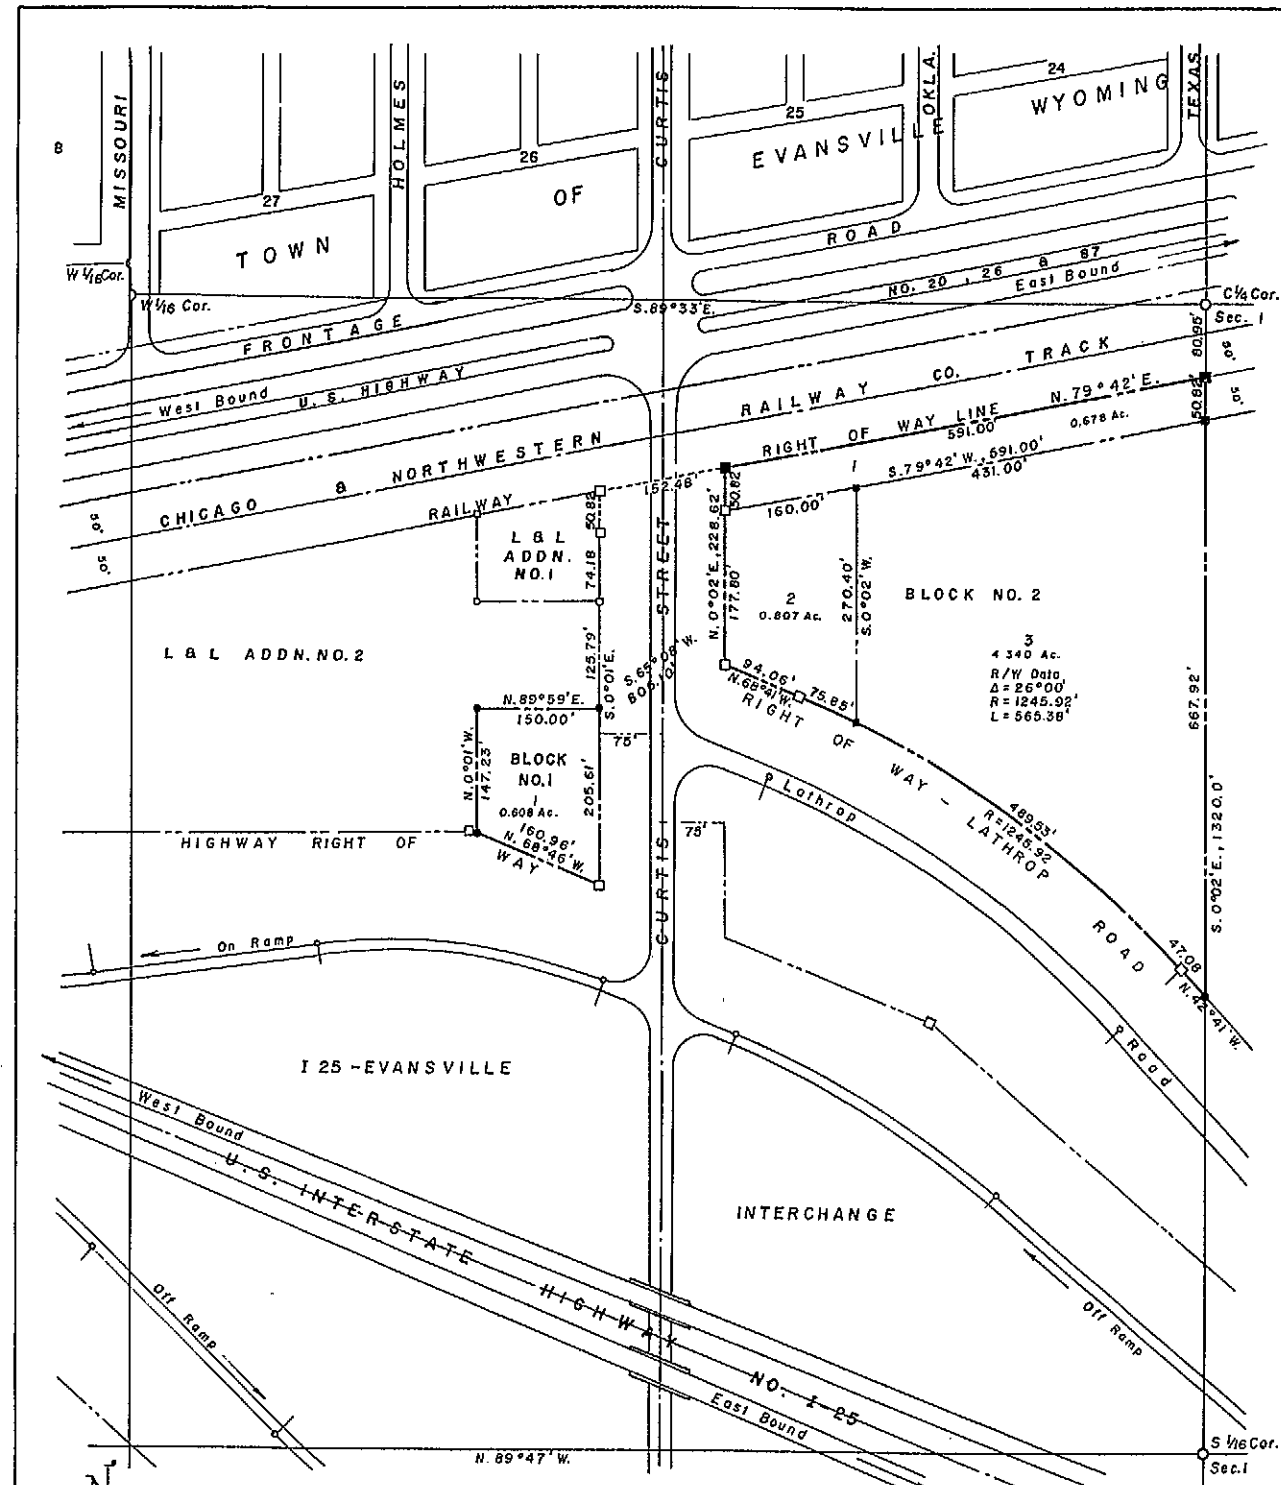 MISSOURI
HOLMES
CURTIS
OKLA.
TEXAS
8
27
26
25
24
TOWN
OF
EVANSVILLE
WYOMING
W 1/16 Cor.
W 1/16 Cor.
S.89°33'E.
C 1/4 Cor.
Sec. 1
FRONTAGE
ROAD
West Bound
U.S. HIGHWAY
NO. 20, 26 & 87
East Bound
CHICAGO & NORTHWESTERN
RAILWAY CO. TRACK
80.95'
50'
50'
50.82'
50'
50'
RAILWAY
RIGHT OF WAY LINE
N. 79°42' E.
591.00'
0.678 Ac.
1
S. 79°42' W., 591.00'
431.00'
152.46'
160.00'
50.82'
N. 0°02' E., 228.62'
177.80'
270.40'
S. 0°02' W.
2
0.807 Ac.
BLOCK NO. 2
3
4.340 Ac.
R/W Data
Δ = 26°00'
R = 1245.92'
L = 565.38'
667.92'
S. 0°02' E., 1320.0'
L & L
ADDN.
NO. 1
50.82
74.18
125.79'
S. 0°01' E.
L & L ADDN. NO. 2
N. 89°59' E.
150.00'
N. 0°01' W.
147.23'
BLOCK
NO. 1
1
0.608 Ac.
205.61'
160.96'
N. 68°46' W.
HIGHWAY RIGHT OF
WAY
75'
S. 65°08' W.
806.10'
CURTIS STREET
94.06'
N. 68°41' W.
75.85'
RIGHT OF WAY - LATHROP ROAD
489.53'
R = 1245.92
47.08
N. 42°41' W.
Lathrop Road
75'
On Ramp
I 25 - EVANSVILLE
INTERCHANGE
West Bound
U.S. INTERSTATE HIGHWAY NO. I-25
East Bound
Off Ramp
Off Ramp
N. 89°47' W.
S 1/16 Cor.
Sec. 1
N.